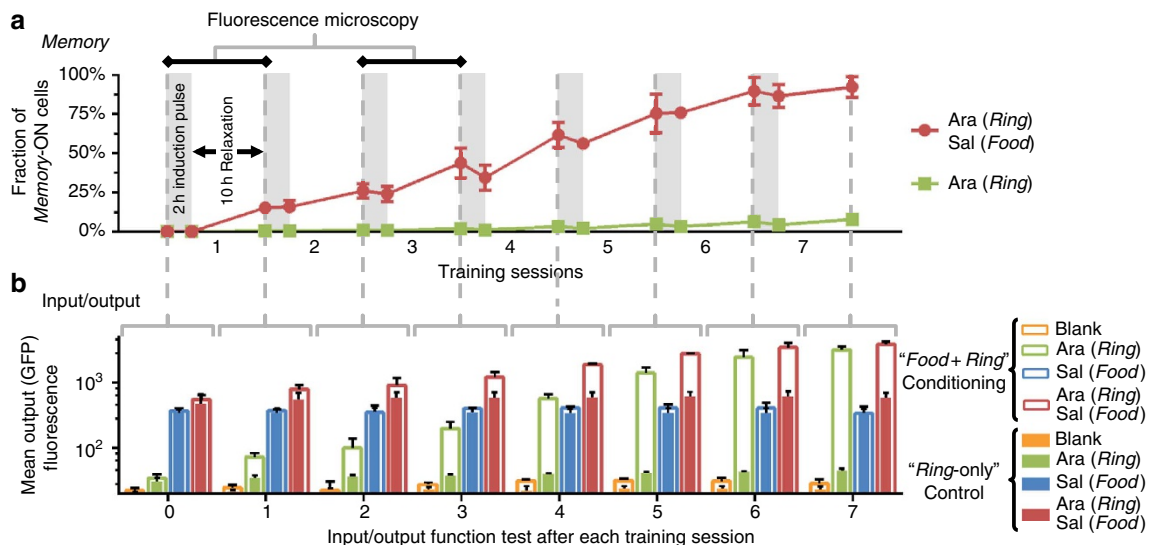 a
Fluorescence microscopy
Memory
Fraction of
Memory-ON cells
100%
75%
50%
25%
0%
2 h induction pulse
10 h Relaxation
1 2 3 4 5 6 7
Training sessions
Ara (Ring)
Sal (Food)
Ara (Ring)
b
Input/output
Mean output (GFP)
fluorescence
10³
10²
0 1 2 3 4 5 6 7
Input/output function test after each training session
"Food + Ring"
Conditioning
Blank
Ara (Ring)
Sal (Food)
Ara (Ring)
Sal (Food)
"Ring-only"
Control
Blank
Ara (Ring)
Sal (Food)
Ara (Ring)
Sal (Food)